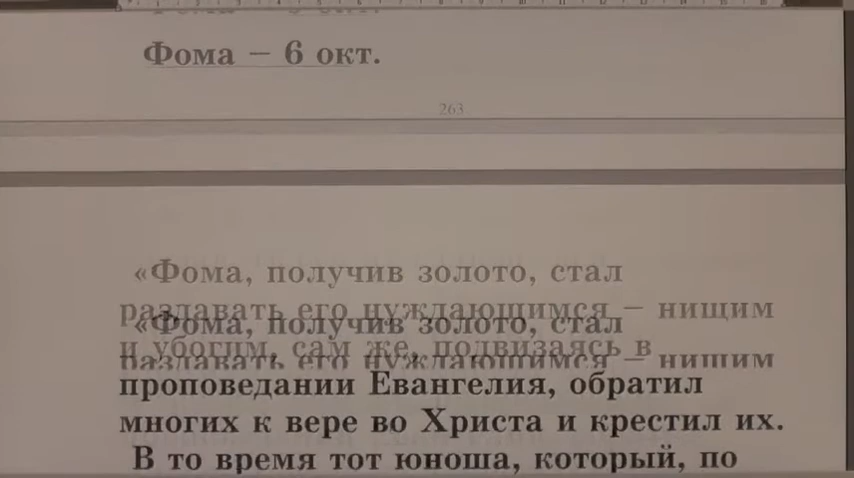 Фома – 6 окт.
263
«Фома, получив золото, стал
раздавать его нуждающимся – нищим
«Фома, получив золото, стал
и убогим, сам же, подвизаясь в
раздавать его нуждающимся – нищим
проповедании Евангелия, обратил
многих к вере во Христа и крестил их.
В то время тот юноша, который, по